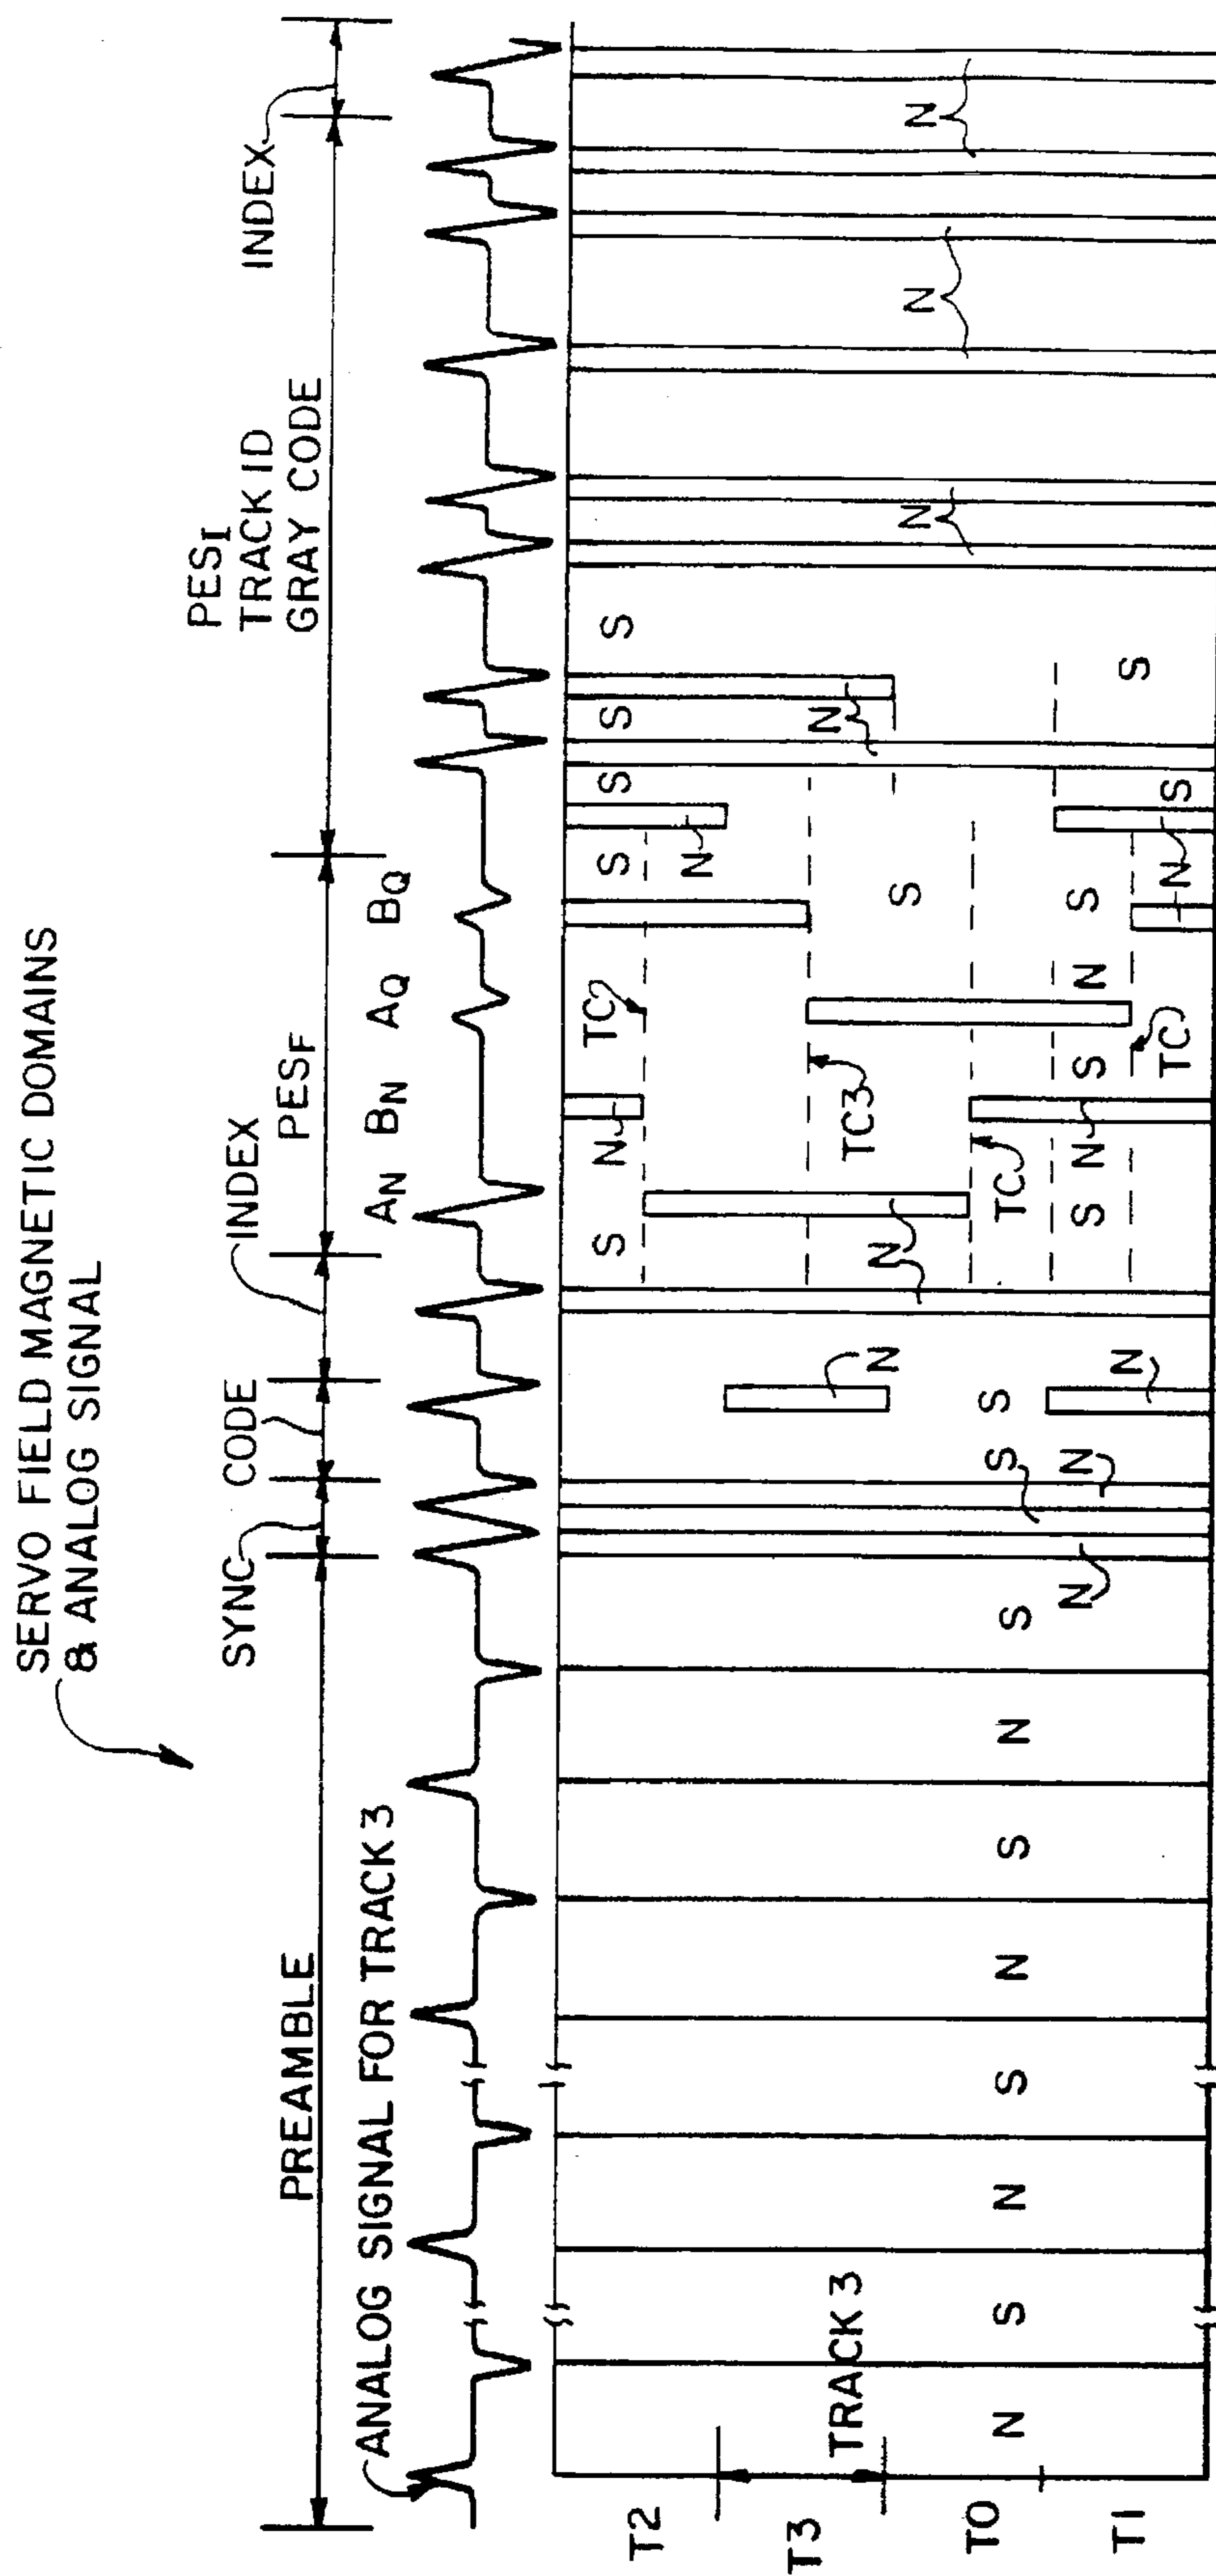 SERVO FIELD MAGNETIC DOMAINS
& ANALOG SIGNAL
PREAMBLE
SYNC
CODE
INDEX
PESF
PESI
TRACK ID
GRAY CODE
INDEX
ANALOG SIGNAL FOR TRACK 3
AN BN AQ BQ
T2
T3
T0
T1
TRACK 3
N S N S N S N S
N
S
N
S
N
N
N
S
N
S
N
S
N
TC
TC3
TC
TC
S
N
S
N
S
S
N
S
N
S
N
S
S
N
S
S
N
N
N